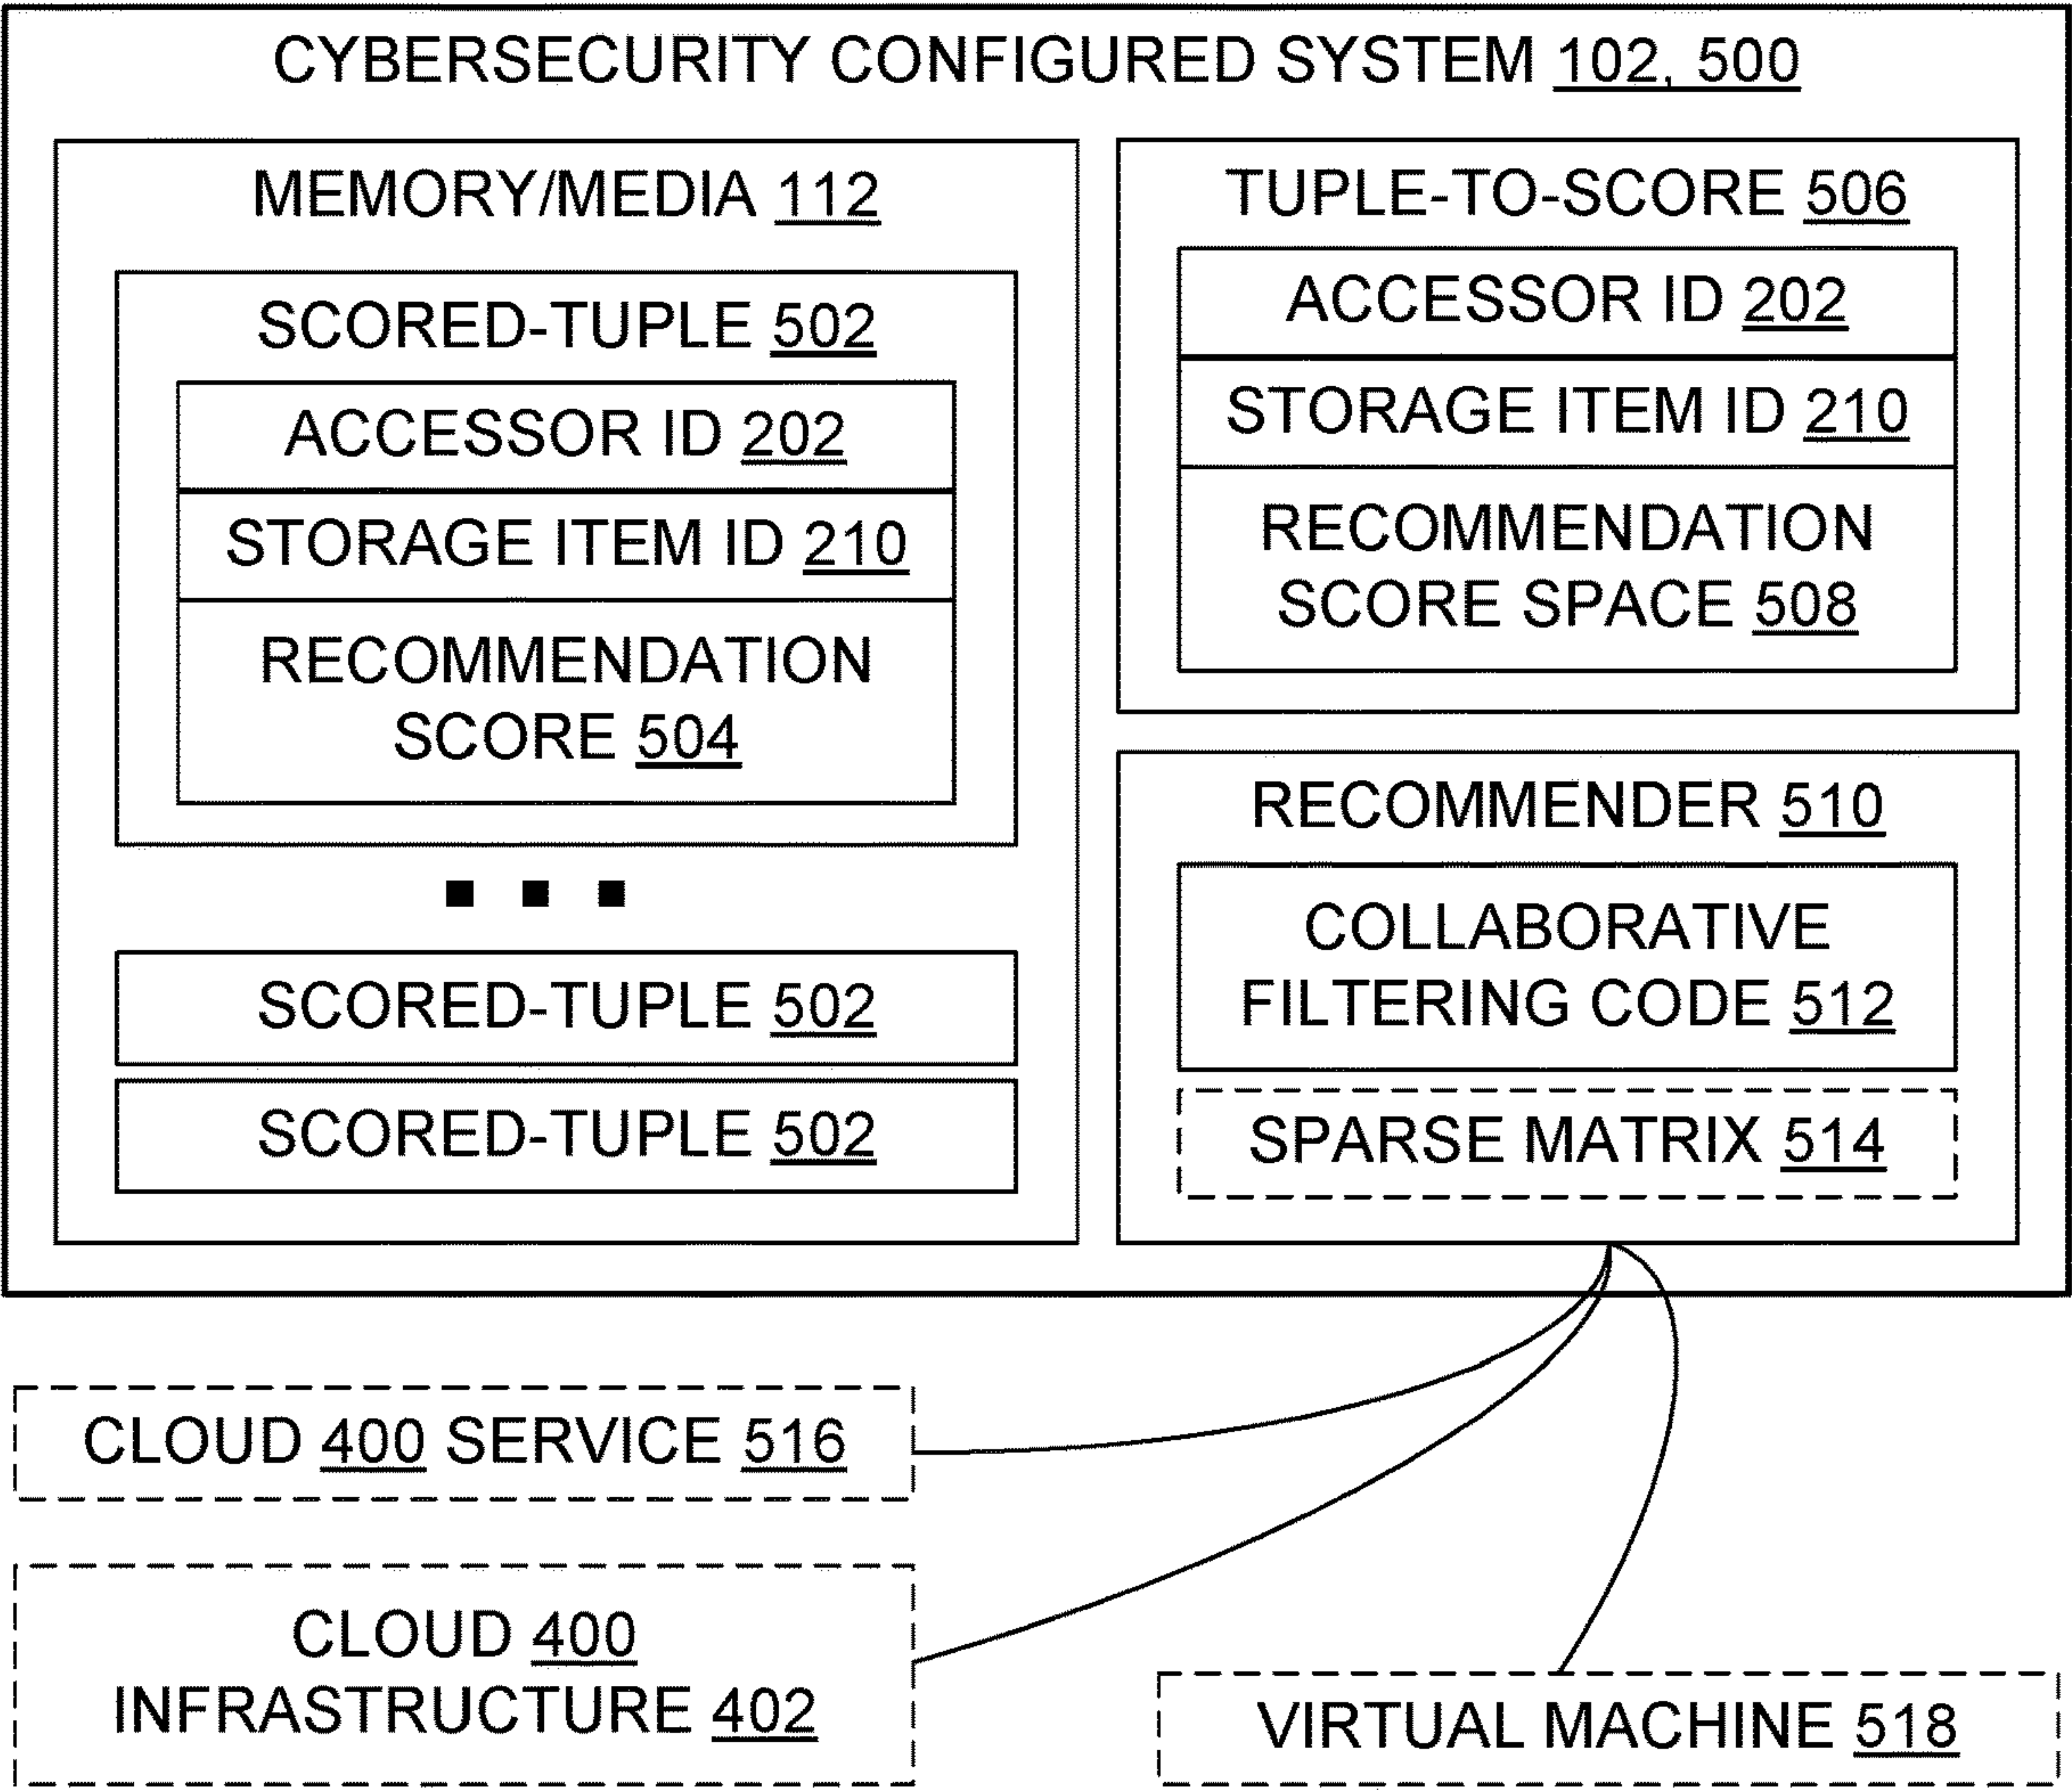 CYBERSECURITY CONFIGURED SYSTEM 102, 500
MEMORY/MEDIA 112
SCORED-TUPLE 502
ACCESSOR ID 202
STORAGE ITEM ID 210
RECOMMENDATION
SCORE 504
SCORED-TUPLE 502
SCORED-TUPLE 502
TUPLE-TO-SCORE 506
ACCESSOR ID 202
STORAGE ITEM ID 210
RECOMMENDATION
SCORE SPACE 508
RECOMMENDER 510
COLLABORATIVE
FILTERING CODE 512
SPARSE MATRIX 514
CLOUD 400 SERVICE 516
CLOUD 400
INFRASTRUCTURE 402
VIRTUAL MACHINE 518